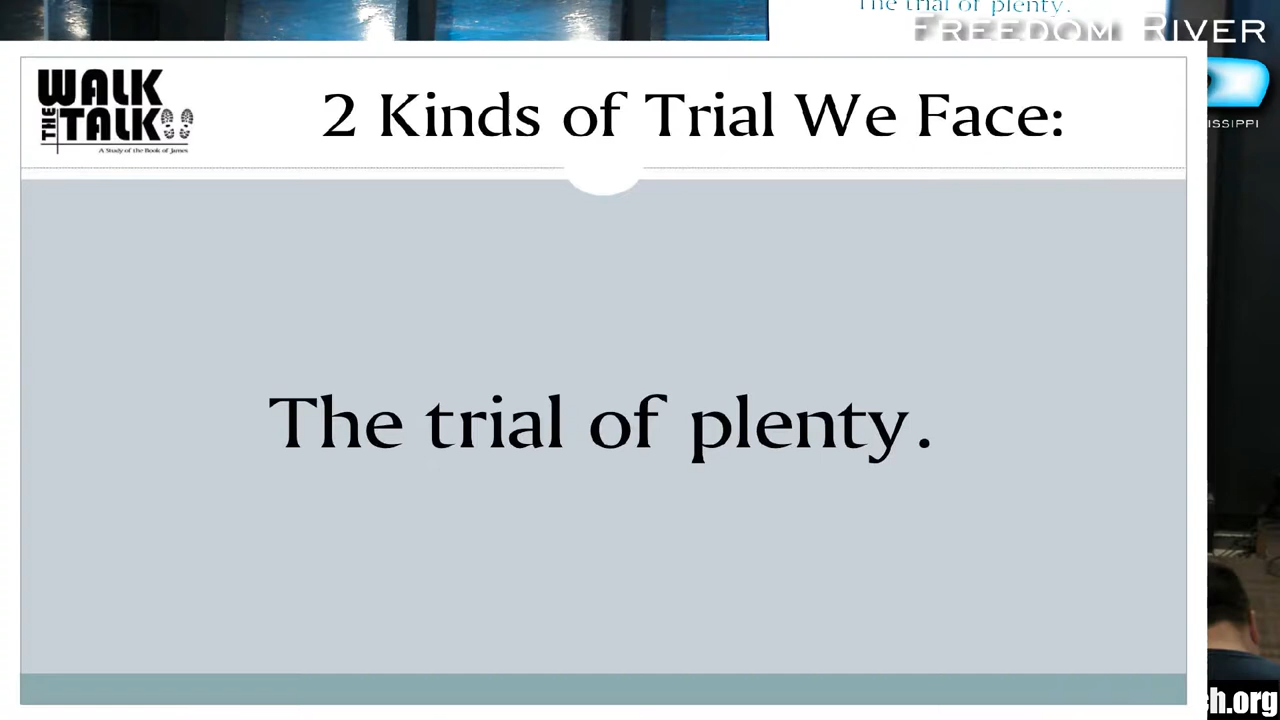 The trial of plenty.
FREEDOM RIVER
WALK
THE
TALK
A Study of the Book of James
2 Kinds of Trial We Face:
ISSIPPI
The trial of plenty.
ch.org